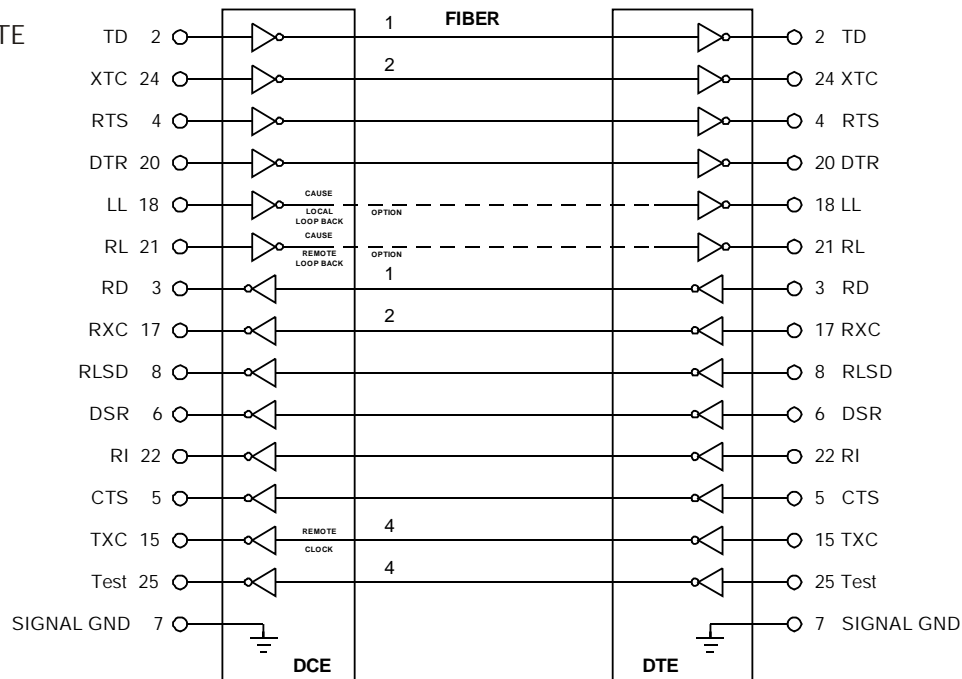 1 FIBER
TE TD 2 2 TD
2
XTC 24 24 XTC
RTS 4 4 RTS
DTR 20 20 DTR
CAUSE
LL 18 18 LL
LOCAL OPTION
LOOP BACK
CAUSE
RL 21 21 RL
REMOTE OPTION
LOOP BACK
1
RD 3 3 RD
2
RXC 17 17 RXC
RLSD 8 8 RLSD
DSR 6 6 DSR
RI 22 22 RI
CTS 5 5 CTS
4
REMOTE
TXC 15 15 TXC
CLOCK
4
Test 25 25 Test
SIGNAL GND 7 7 SIGNAL GND
DCE DTE